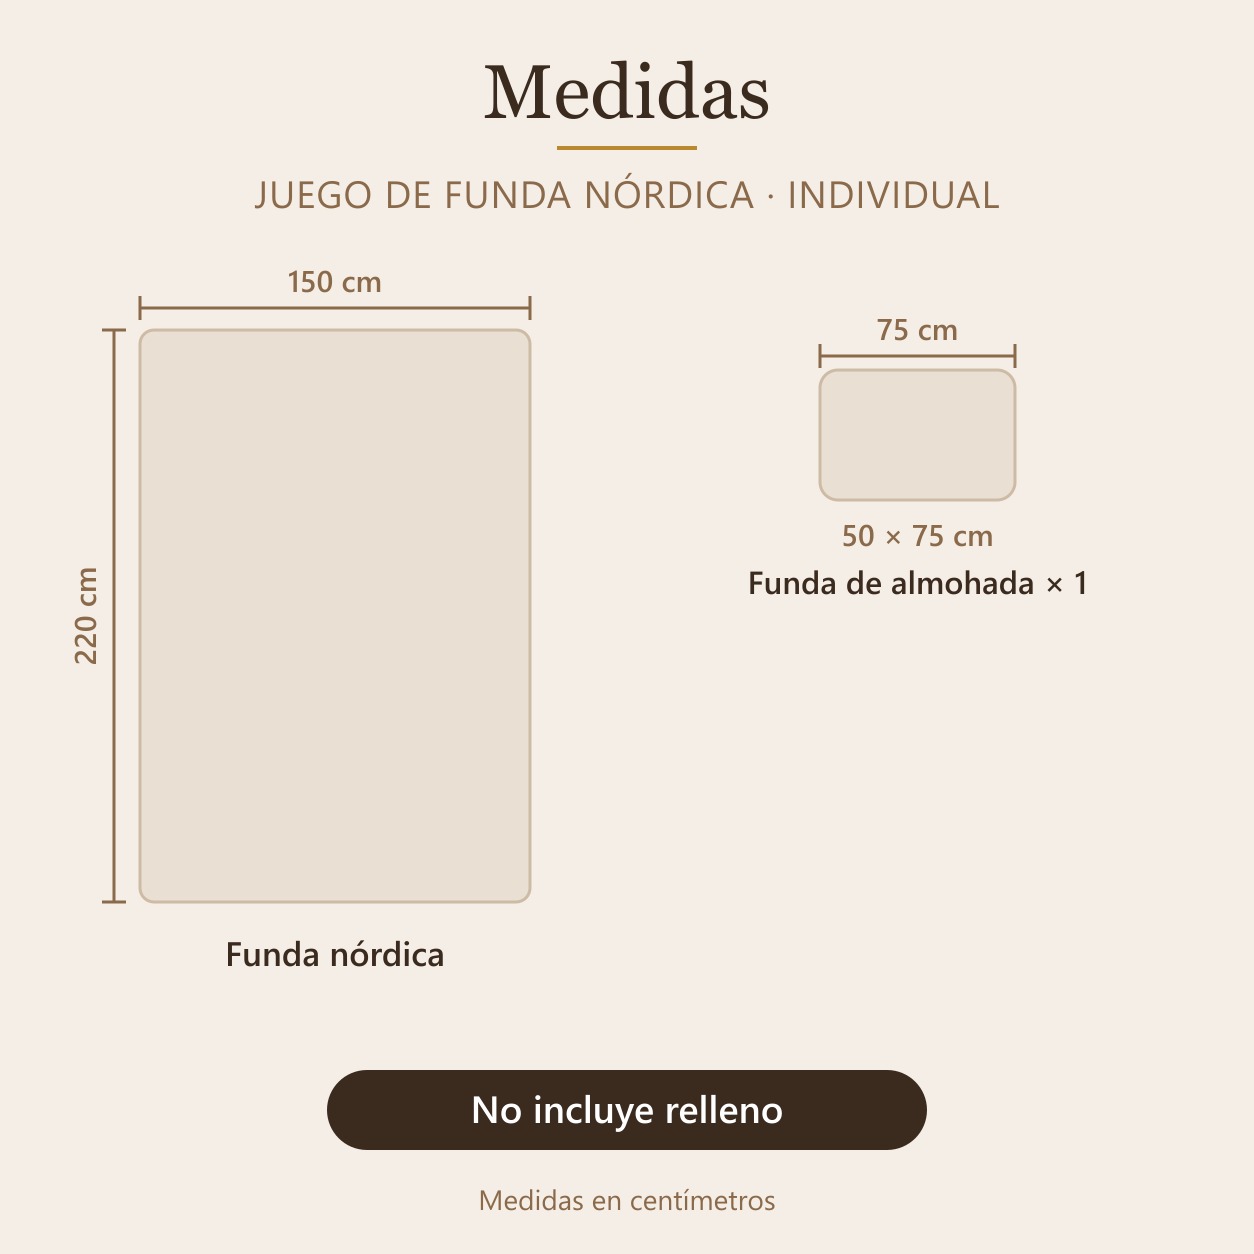 Medidas
JUEGO DE FUNDA NÓRDICA · INDIVIDUAL
150 cm
220 cm
Funda nórdica
75 cm
50 × 75 cm
Funda de almohada × 1
No incluye relleno
Medidas en centímetros